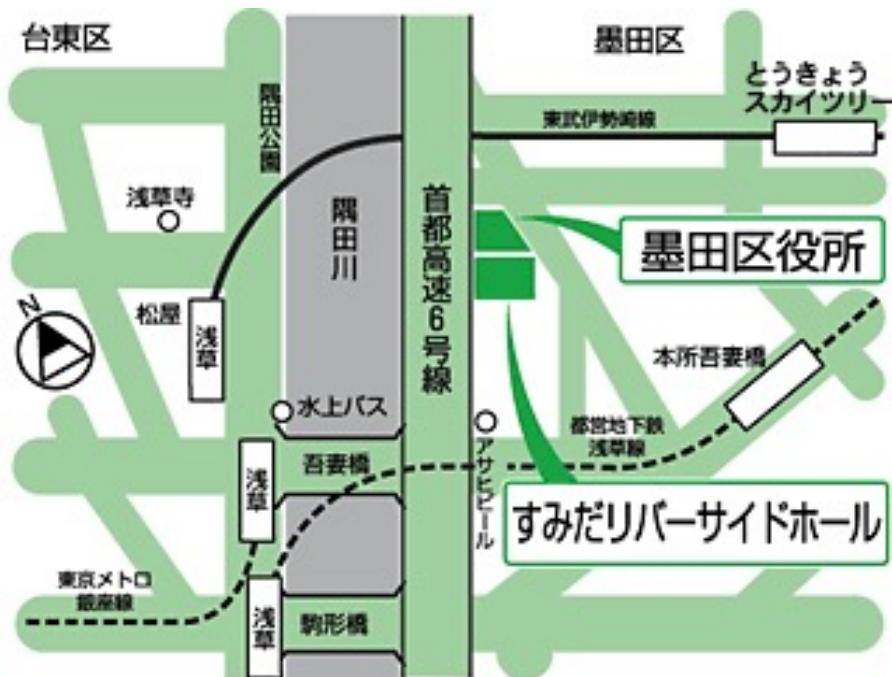 台東区
墨田区
とうきょう
スカイツリー
隅田公園
東武伊勢崎線
浅草寺
隅田川
首都高速6号線
墨田区役所
N
松屋
浅草
本所吾妻橋
水上バス
都営地下鉄
浅草線
アサヒビール
吾妻橋
浅草
すみだリバーサイドホール
東京メトロ
銀座線
浅草
駒形橋